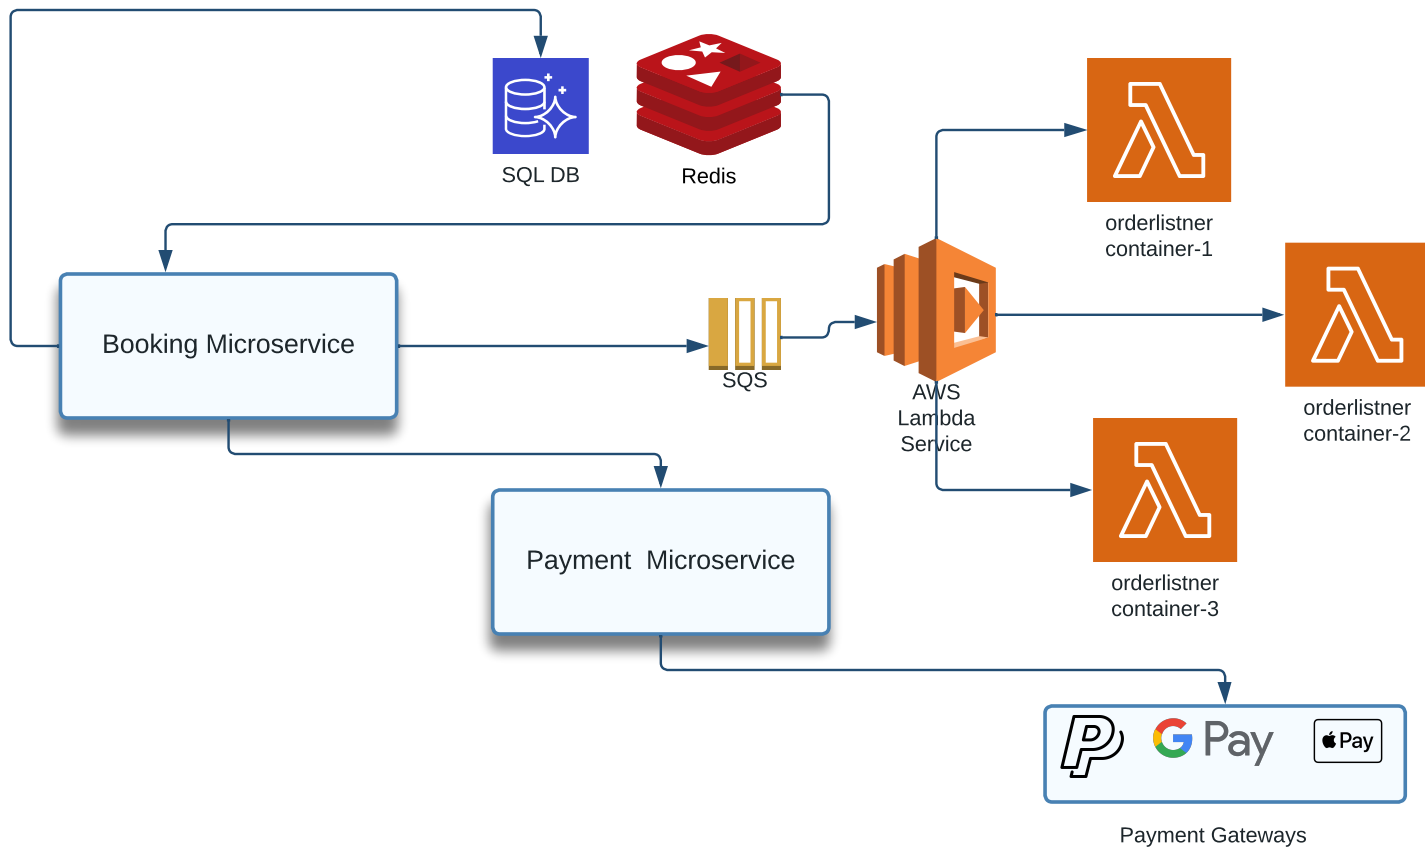 SQL DB
Redis
orderlistner
container-1
Booking Microservice
SQS
AWS
Lambda
Service
orderlistner
container-2
Payment  Microservice
orderlistner
container-3
G Pay
Pay
Payment Gateways